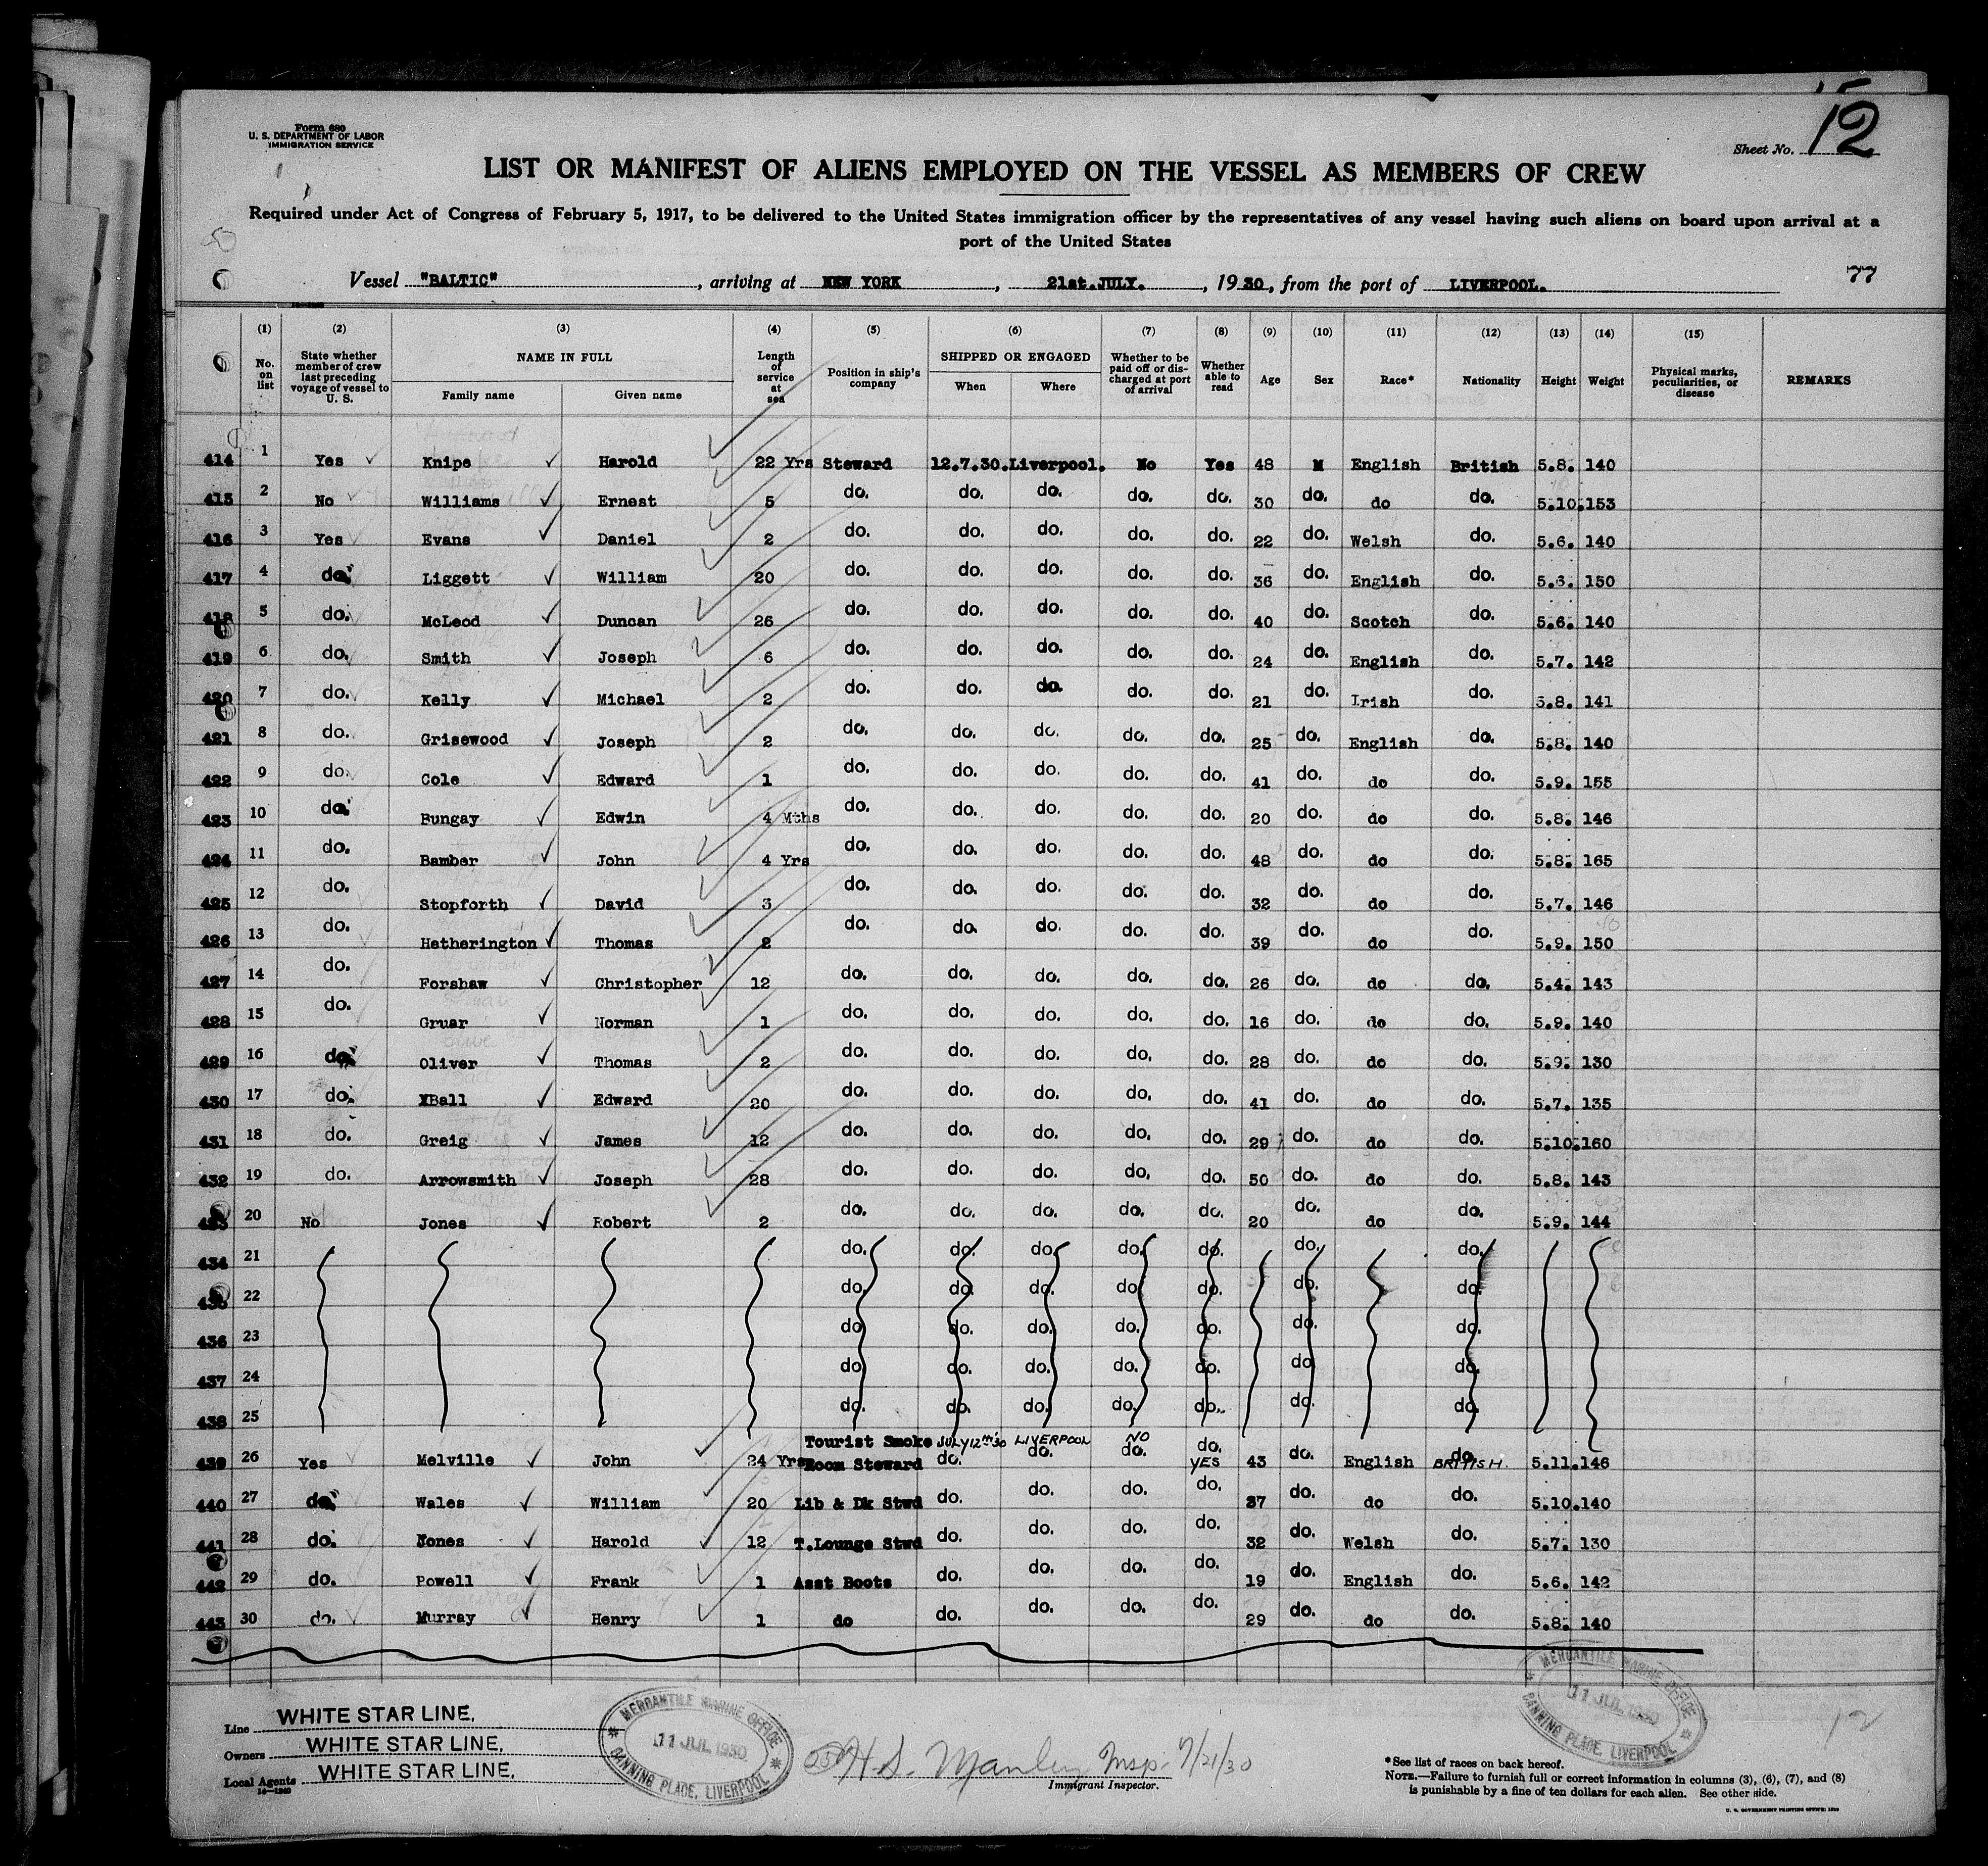 Form 680
U. S. DEPARTMENT OF LABOR
IMMIGRATION SERVICE
Sheet No. 12
LIST OR MANIFEST OF ALIENS EMPLOYED ON THE VESSEL AS MEMBERS OF CREW
Required under Act of Congress of February 5, 1917, to be delivered to the United States immigration officer by the representatives of any vessel having such aliens on board upon arrival at a
port of the United States
Vessel "BALTIC", arriving at NEW YORK, 21st.JULY., 1930, from the port of LIVERPOOL.
77
(1) (2) (3) (4) (5) (6) (7) (8) (9) (10) (11) (12) (13) (14) (15)
No. on list State whether member of crew last preceding voyage of vessel to U. S. NAME IN FULL Family name Given name Length of service at sea Position in ship's company SHIPPED OR ENGAGED When Where Whether to be paid off or discharged at port of arrival Whether able to read Age Sex Race* Nationality Height Weight Physical marks, peculiarities, or disease REMARKS
414 1 Yes Knipe Harold 22 Yrs Steward 12.7.30. Liverpool. No Yes 48 M English British 5.8. 140
415 2 No Williams Ernest 5 do. do. do. do. do. 30 do. do do. 5.10. 153
416 3 Yes Evans Daniel 2 do. do. do. do. do. 22 do. Welsh do. 5.6. 140
417 4 do. Liggett William 20 do. do. do. do. do. 36 do. English do. 5.6. 150
418 5 do. McLeod Duncan 26 do. do. do. do. do. 40 do. Scotch do. 5.6. 140
419 6 do. Smith Joseph 6 do. do. do. do. do. 24 do. English do. 5.7. 142
420 7 do. Kelly Michael 2 do. do. do. do. do. 21 do. Irish do. 5.8. 141
421 8 do. Grisewood Joseph 2 do. do. do. do. do. 25 do. English do. 5.8. 140
422 9 do. Cole Edward 1 do. do. do. do. do. 41 do. do do. 5.9. 155
423 10 do. Bungay Edwin 4 Mths do. do. do. do. do. 20 do. do do. 5.8. 146
424 11 do. Bamber John 4 Yrs do. do. do. do. do. 48 do. do do. 5.8. 165
425 12 do. Stopforth David 3 do. do. do. do. do. 32 do. do do. 5.7. 146
426 13 do. Hetherington Thomas 2 do. do. do. do. do. 39 do. do do. 5.9. 150
427 14 do. Forshaw Christopher 12 do. do. do. do. do. 26 do. do do. 5.4. 143
428 15 do. Gruar Norman 1 do. do. do. do. do. 16 do. do do. 5.9. 140
429 16 do. Oliver Thomas 2 do. do. do. do. do. 28 do. do do. 5.9. 130
430 17 do. XBall Edward 20 do. do. do. do. do. 41 do. do do. 5.7. 135
431 18 do. Greig James 12 do. do. do. do. do. 29 do. do do. 5.10. 160
432 19 do. Arrowsmith Joseph 28 do. do. do. do. do. 50 do. do do. 5.8. 143
433 20 No Jones Robert 2 do. do. do. do. do. 20 do. do do. 5.9. 144
434 21 do. do. do. do. do. do. do.
435 22 do. do. do. do. do. do. do.
436 23 do. do. do. do. do. do. do.
437 24 do. do. do. do. do. do. do.
438 25 do. do. do. do. do. do. do.
Tourist Smoke JULY 12th '30 LIVERPOOL NO
439 26 Yes Melville John 24 Yrs Room Steward do. do. do. do. YES 43 do. English do. BRITISH. 5.11. 146
440 27 do. Wales William 20 Lib & Dk Stwd do. do. do. do. 37 do. do do. 5.10. 140
441 28 do. Jones Harold 12 T.Lounge Stwd do. do. do. do. 32 do. Welsh do. 5.7. 130
442 29 do. Powell Frank 1 Asst Boots do. do. do. do. 19 do. English do. 5.6. 142
443 30 do. Murray Henry 1 do do. do. do. do. 29 do. do do. 5.8. 140
Line WHITE STAR LINE.
Owners WHITE STAR LINE.
Local Agents WHITE STAR LINE.
14—1240
MERCANTILE MARINE OFFICE
11 JUL 1930
CANNING PLACE, LIVERPOOL
H. S. Manley Insp. 7/21/30
Immigrant Inspector.
MERCANTILE MARINE OFFICE
11 JUL 1930
CANNING PLACE, LIVERPOOL
12
*See list of races on back hereof.
NOTE.—Failure to furnish full or correct information in columns (3), (6), (7), and (8)
is punishable by a fine of ten dollars for each alien. See other side.
U. S. GOVERNMENT PRINTING OFFICE: 1929